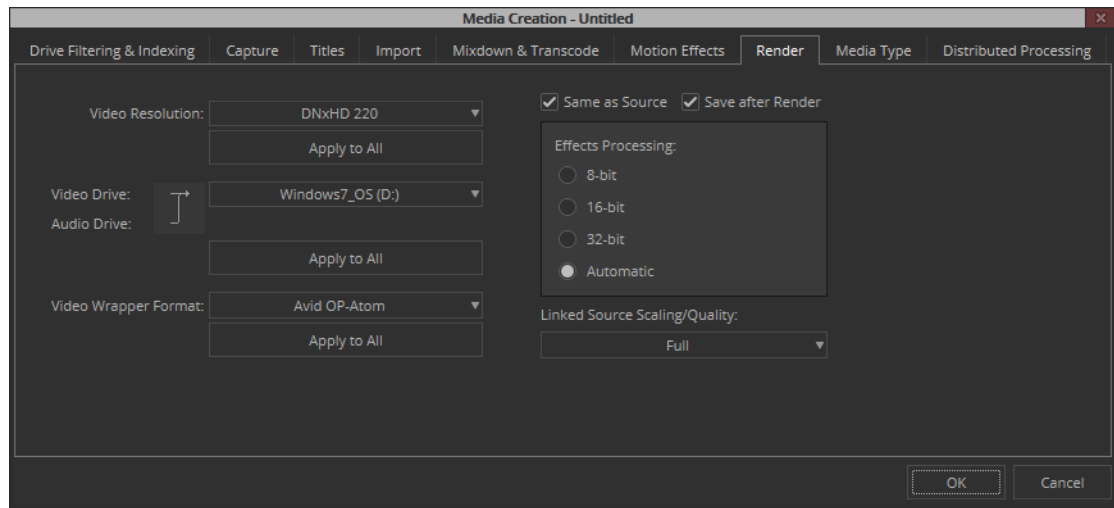 Media Creation - Untitled
Drive Filtering & Indexing
Capture
Titles
Import
Mixdown & Transcode
Motion Effects
Render
Media Type
Distributed Processing
Video Resolution:
DNxHD 220
Apply to All
Video Drive:
Windows7_OS (D:)
Audio Drive:
Apply to All
Video Wrapper Format:
Avid OP-Atom
Apply to All
Same as Source
Save after Render
Effects Processing:
8-bit
16-bit
32-bit
Automatic
Linked Source Scaling/Quality:
Full
OK
Cancel